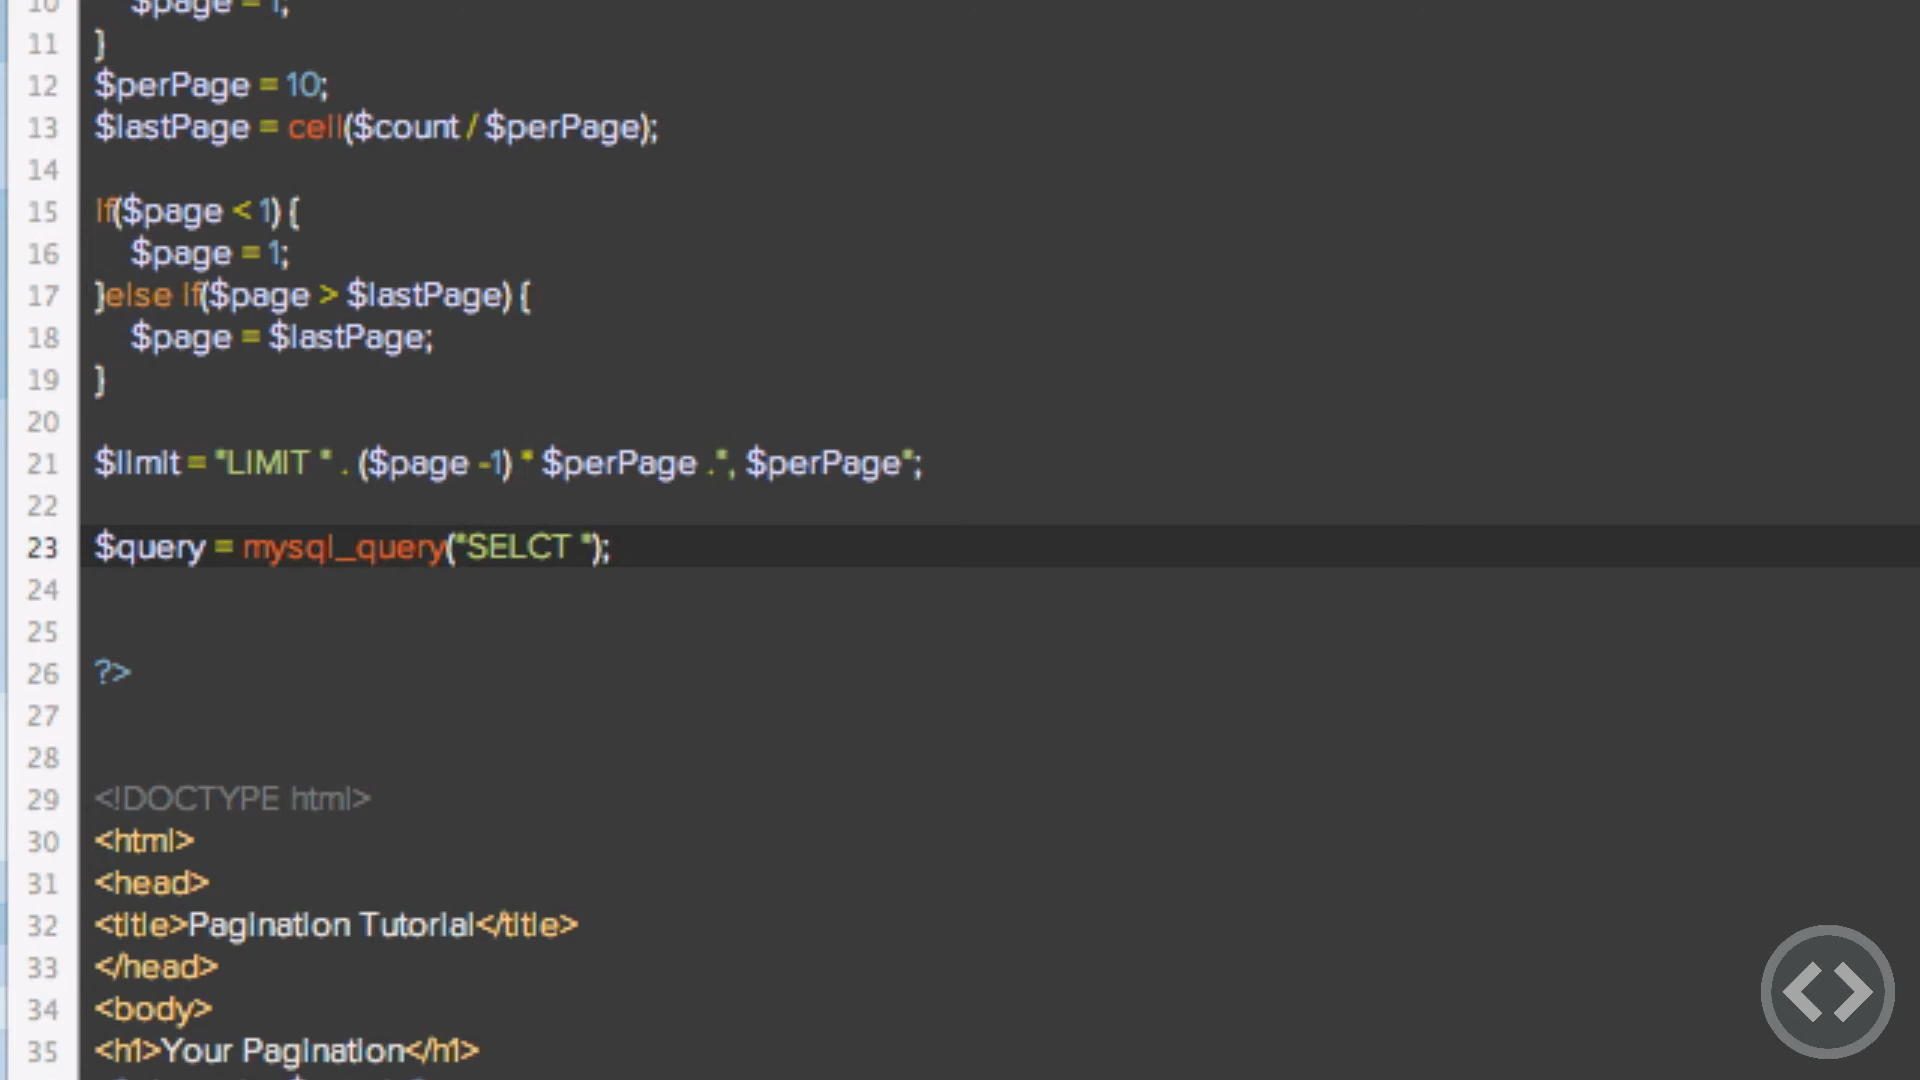 10 $page = 1;
11 }
12 $perPage = 10;
13 $lastPage = ceil($count / $perPage);
14
15 if($page < 1) {
16 $page = 1;
17 }else if($page > $lastPage) {
18 $page = $lastPage;
19 }
20
21 $limit = "LIMIT " . ($page -1) * $perPage .", $perPage";
22
23 $query = mysql_query("SELCT ");
24
25
26 ?>
27
28
29 <!DOCTYPE html>
30 <html>
31 <head>
32 <title>Pagination Tutorial</title>
33 </head>
34 <body>
35 <h1>Your Pagination</h1>